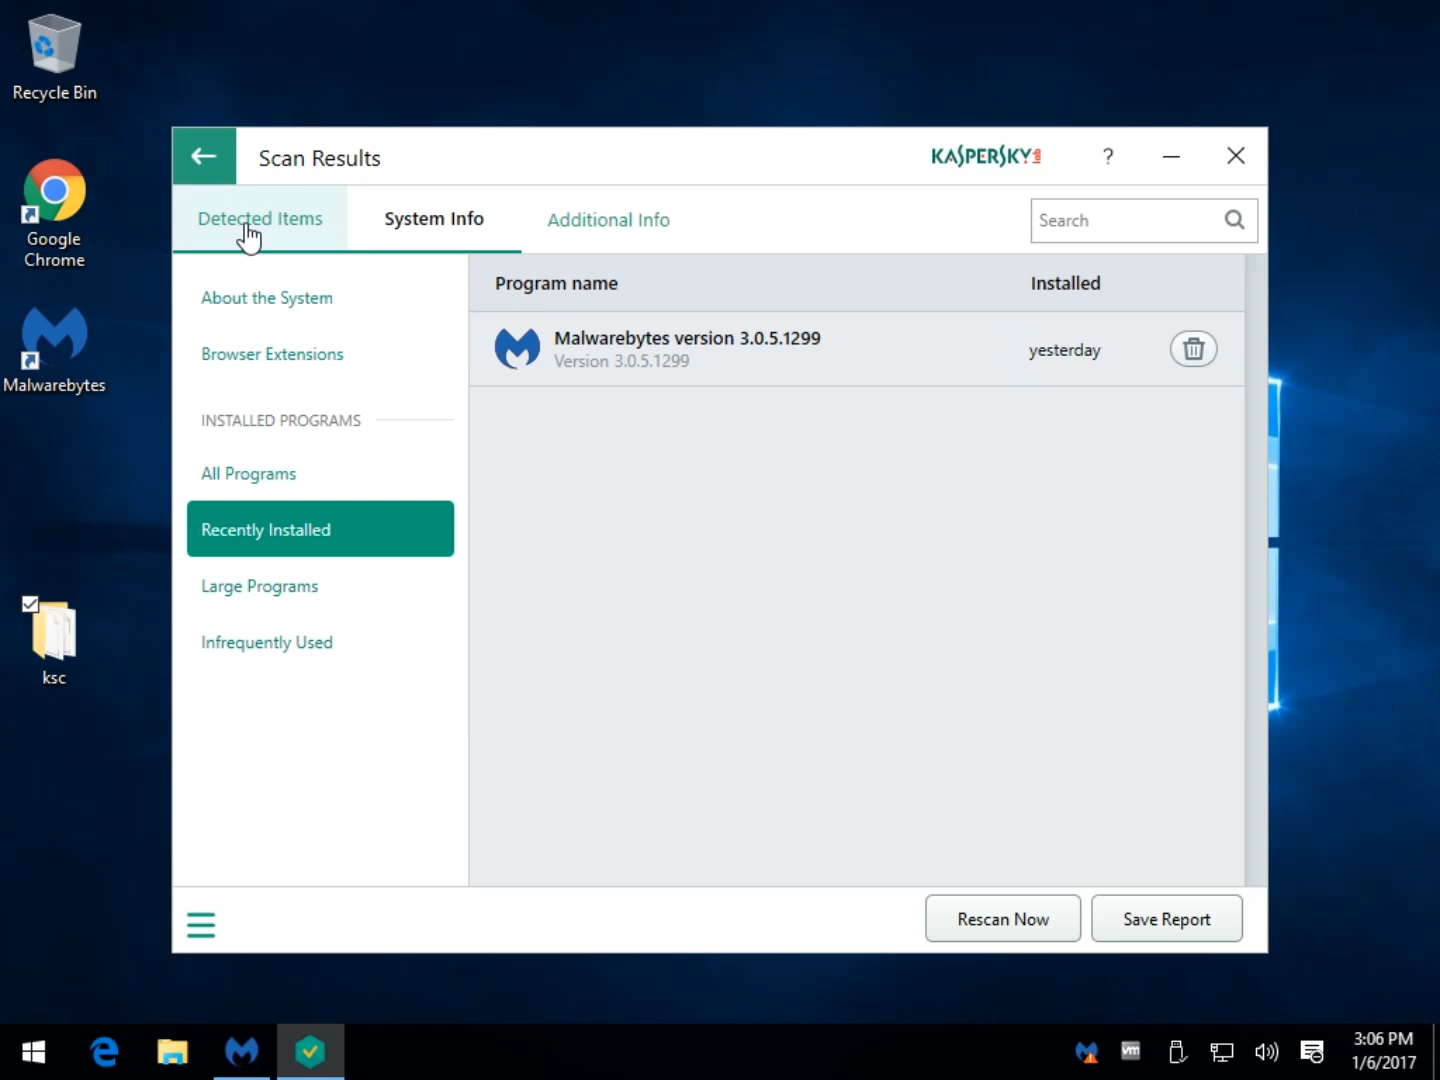 Recycle Bin
Google
Chrome
Malwarebytes
ksc
Scan Results
KASPERSKY lab
?
Detected Items
System Info
Additional Info
Search
About the System
Browser Extensions
INSTALLED PROGRAMS
All Programs
Recently Installed
Large Programs
Infrequently Used
Program name
Installed
Malwarebytes version 3.0.5.1299
Version 3.0.5.1299
yesterday
Rescan Now
Save Report
vm
3:06 PM
1/6/2017